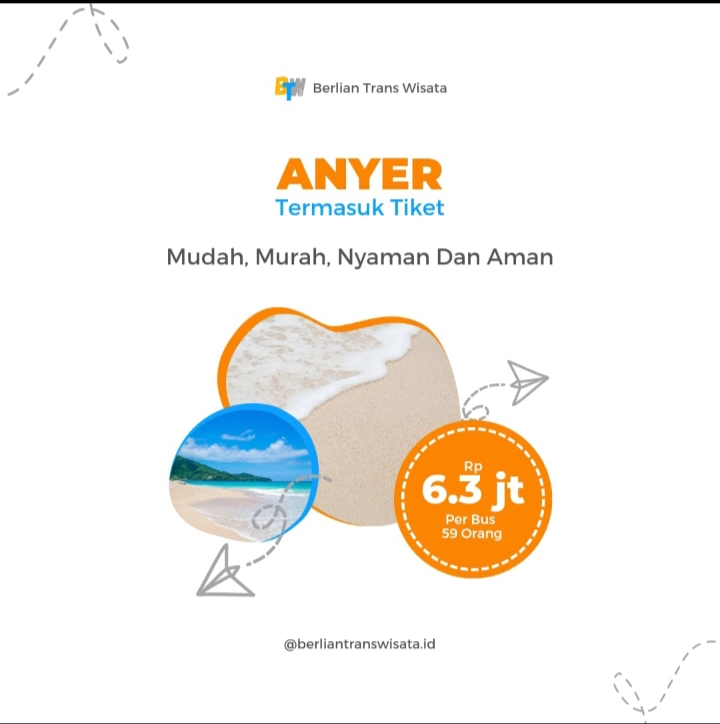 BTW Berlian Trans Wisata
ANYER
Termasuk Tiket
Mudah, Murah, Nyaman Dan Aman
Rp
6.3 jt
Per Bus
59 Orang
@berliantranswisata.id